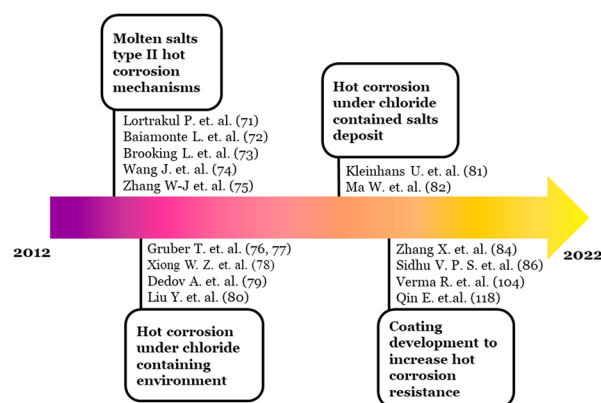 Molten salts
type II hot
corrosion
mechanisms
Lortrakul P. et. al. (71)
Baiamonte L. et. al. (72)
Brooking L. et. al. (73)
Wang J. et. al. (74)
Zhang W-J et. al. (75)
Hot corrosion
under chloride
contained salts
deposit
Kleinhans U. et. al. (81)
Ma W. et. al. (82)
2012
2022
Gruber T. et. al. (76, 77)
Xiong W. Z. et. al. (78)
Dedov A. et. al. (79)
Liu Y. et. al. (80)
Hot corrosion
under chloride
containing
environment
Zhang X. et. al. (84)
Sidhu V. P. S. et. al. (86)
Verma R. et. al. (104)
Qin E. et.al. (118)
Coating
development to
increase hot
corrosion
resistance